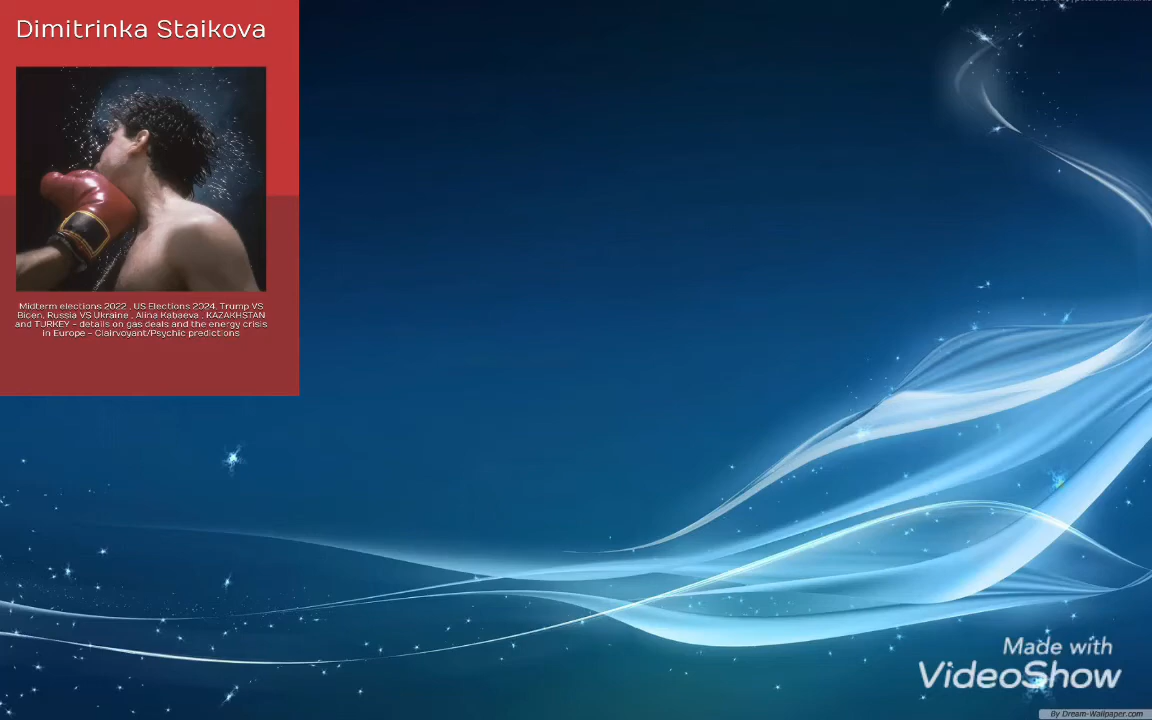 Dimitrinka Staikova
Midterm elections 2022 , US Elections 2024, Trump VS
Biden, Russia VS Ukraine , Alina Kabaeva , KAZAKHSTAN
and TURKEY - details on gas deals and the energy crisis
in Europe - Clairvoyant/Psychic predictions
Made with
VideoShow
By Dream-Wallpaper.com